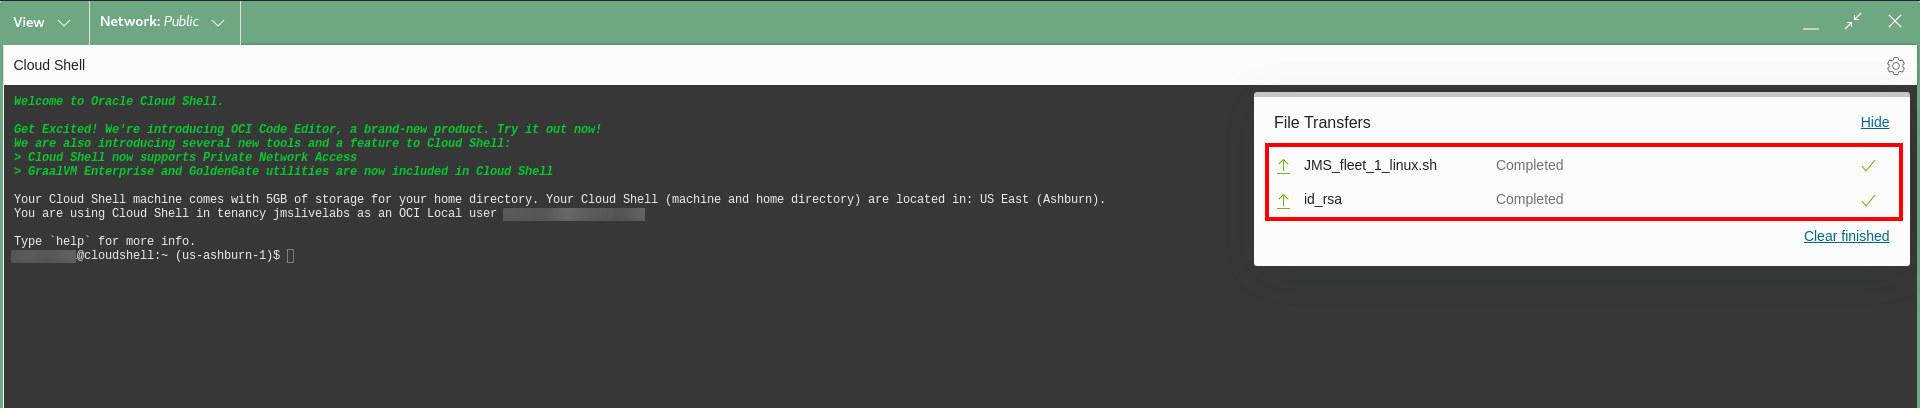 View
Network: Public
Cloud Shell
Welcome to Oracle Cloud Shell.
Get Excited! We're introducing OCI Code Editor, a brand-new product. Try it out now!
We are also introducing several new tools and a feature to Cloud Shell:
> Cloud Shell now supports Private Network Access
> GraalVM Enterprise and GoldenGate utilities are now included in Cloud Shell
Your Cloud Shell machine comes with 5GB of storage for your home directory. Your Cloud Shell (machine and home directory) are located in: US East (Ashburn).
You are using Cloud Shell in tenancy jmslivelabs as an OCI Local user
Type `help` for more info.
@cloudshell:~ (us-ashburn-1)$
File Transfers
Hide
JMS_fleet_1_linux.sh Completed
id_rsa Completed
Clear finished